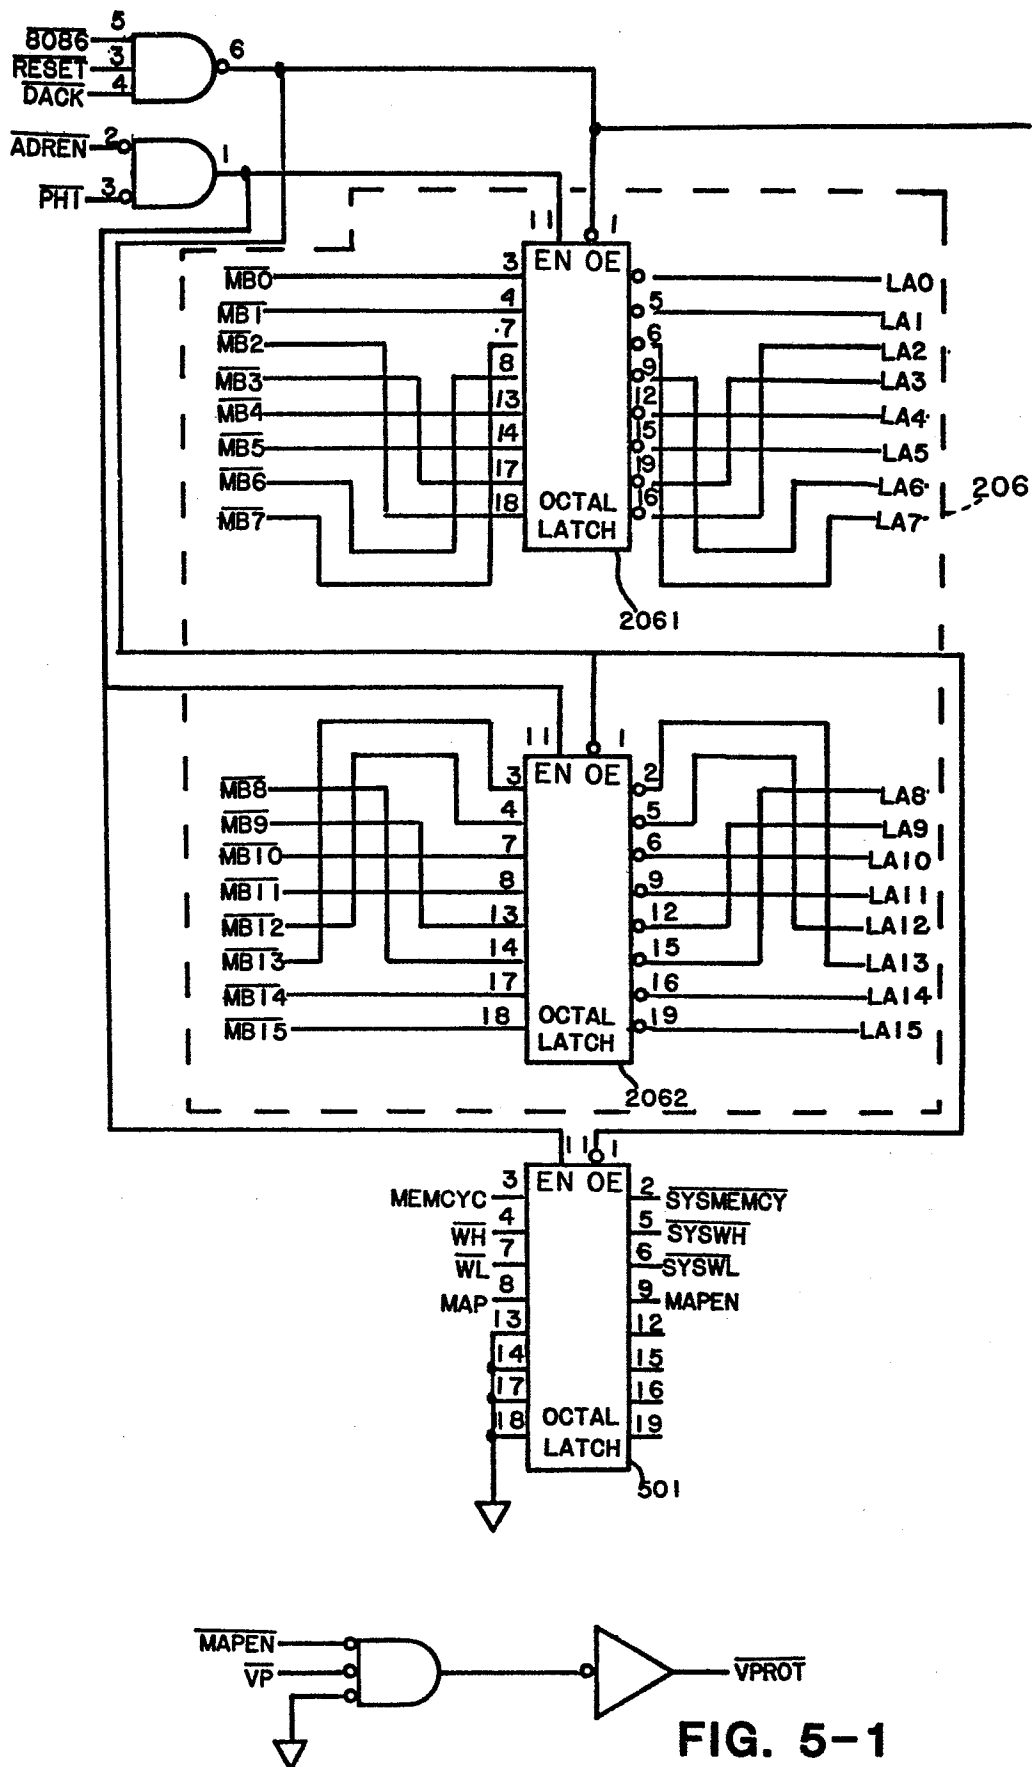 8086 5
RESET 3
DACK 4
6
ADREN 2
PHI 3
1
11 1
EN OE
MB0 3 LA0
MB1 4 5 LA1
MB2 7 6 LA2
MB3 8 9 LA3
MB4 13 12 LA4
MB5 14 15 LA5
MB6 17 19 LA6
MB7 18 16 LA7
206
OCTAL
LATCH
2061
11 1
EN OE
3 2
MB8 LA8
MB9 4 5 LA9
MB10 7 6 LA10
MB11 8 9 LA11
MB12 13 12 LA12
MB13 14 15 LA13
MB14 17 16 LA14
MB15 18 19 LA15
OCTAL
LATCH
2062
11 1
EN OE
MEMCYC 3 2 SYSMEMCY
WH 4 5 SYSWH
WL 7 6 SYSWL
MAP 8 9 MAPEN
13 12
14 15
17 16
18 19
OCTAL
LATCH
501
MAPEN
VP
VPROT
FIG. 5-1